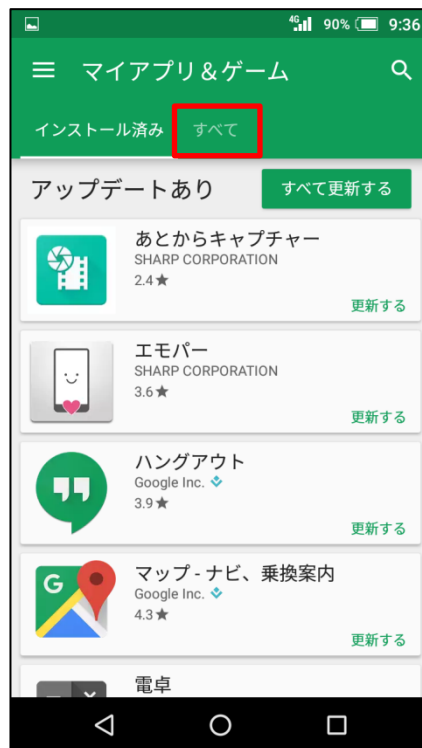 4G 90% 9:36
マイアプリ＆ゲーム
インストール済み すべて
アップデートあり すべて更新する
あとからキャプチャー
SHARP CORPORATION
2.4★
更新する
エモパー
SHARP CORPORATION
3.6★
更新する
ハングアウト
Google Inc.
3.9★
更新する
G
マップ - ナビ、乗換案内
Google Inc.
4.3★
更新する
電卓